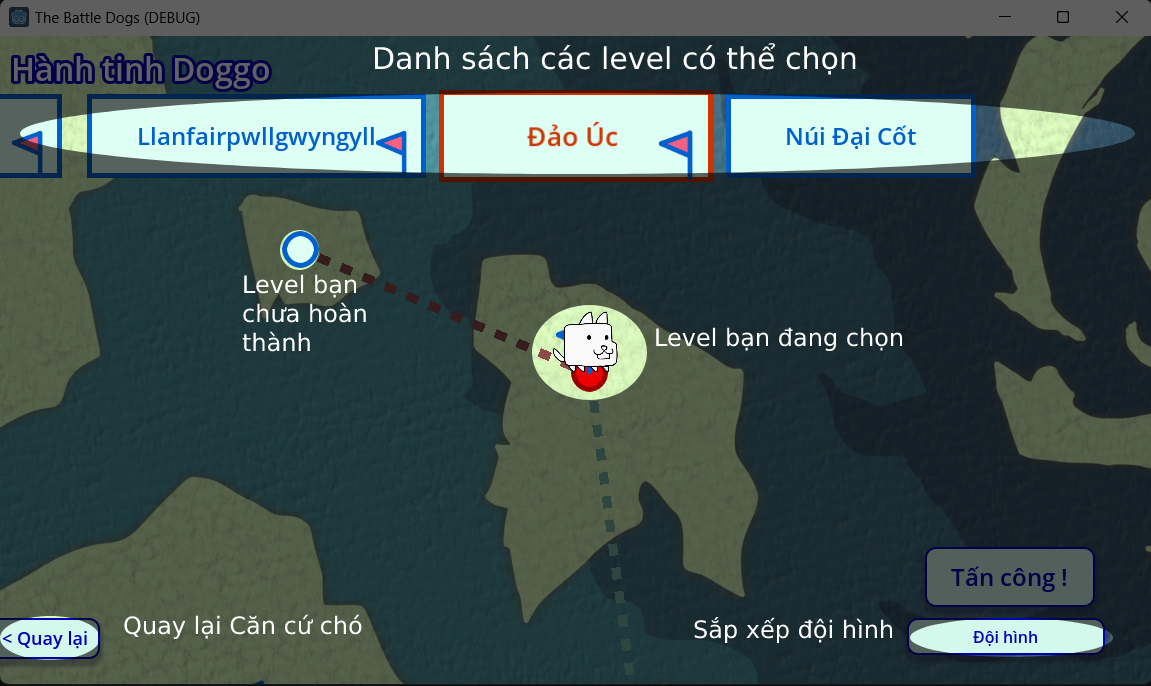 The Battle Dogs (DEBUG)
Danh sách các level có thể chọn
Hành tinh Doggo
Llanfairpwllgwyngyll
Đảo Úc
Núi Đại Cốt
Level bạn
chưa hoàn
thành
Level bạn đang chọn
Tấn công !
Quay lại Căn cứ chó
Sắp xếp đội hình
< Quay lại
Đội hình